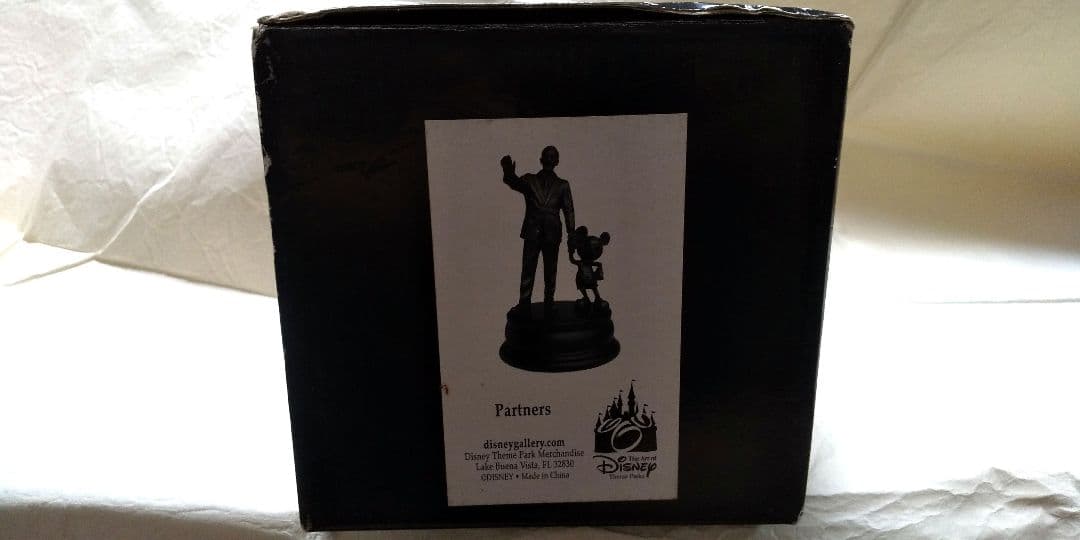 Partners
disneygallery.com
Disney Theme Park Merchandise
Lake Buena Vista, FL 32830
©DISNEY • Made in China
The Art of
DISNEY
Theme Parks